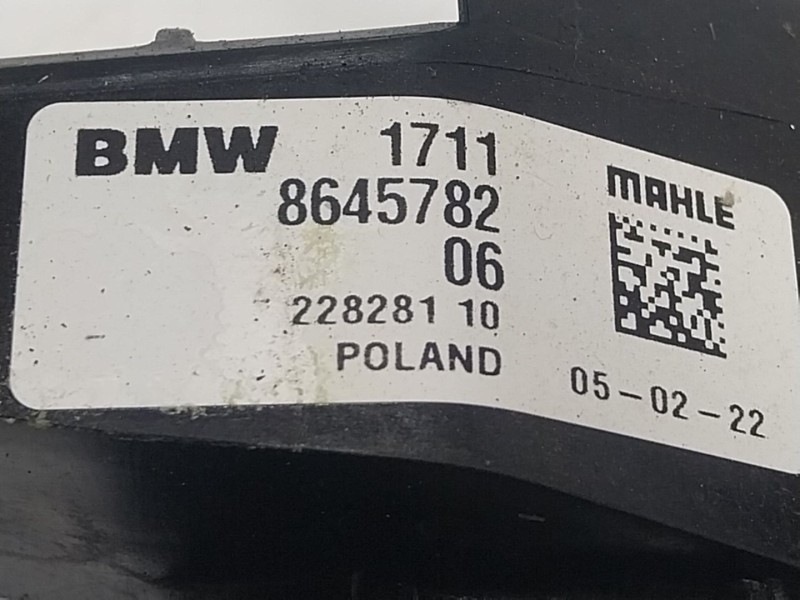 BMW 1711
8645782
06
228281 10
POLAND
MAHLE
05-02-22